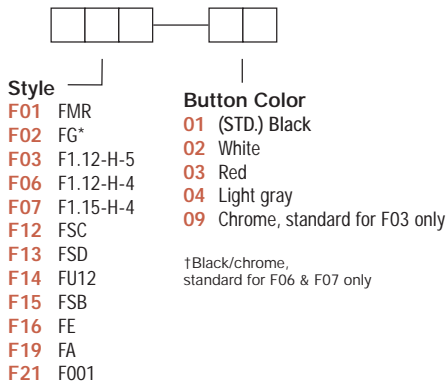 Style
F01 FMR
F02 FG*
F03 F1.12-H-5
F06 F1.12-H-4
F07 F1.15-H-4
F12 FSC
F13 FSD
F14 FU12
F15 FSB
F16 FE
F19 FA
F21 F001
Button Color
01 (STD.) Black
02 White
03 Red
04 Light gray
09 Chrome, standard for F03 only
†Black/chrome,
standard for F06 & F07 only